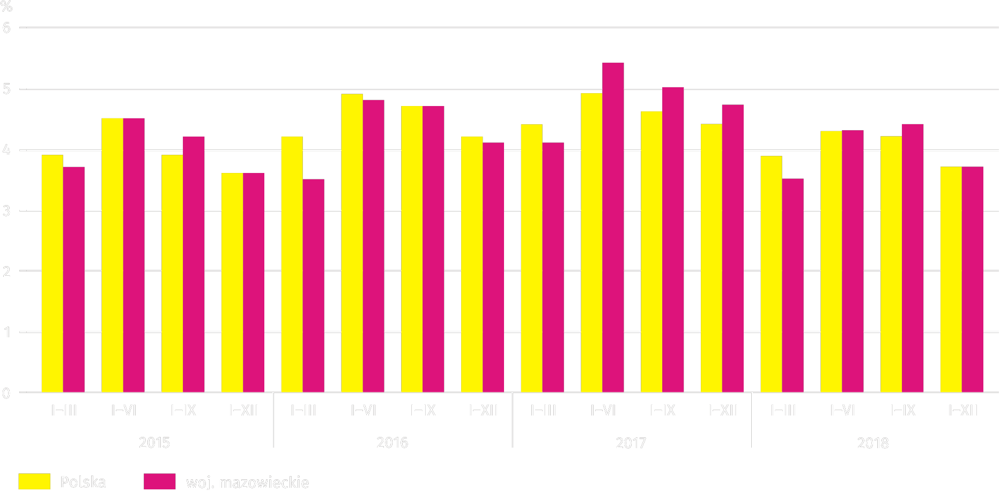 %
6
5
4
3
2
1
0
I–III I–VI I–IX I–XII I–III I–VI I–IX I–XII I–III I–VI I–IX I–XII I–III I–VI I–IX I–XII
2015 2016 2017 2018
Polska woj. mazowieckie